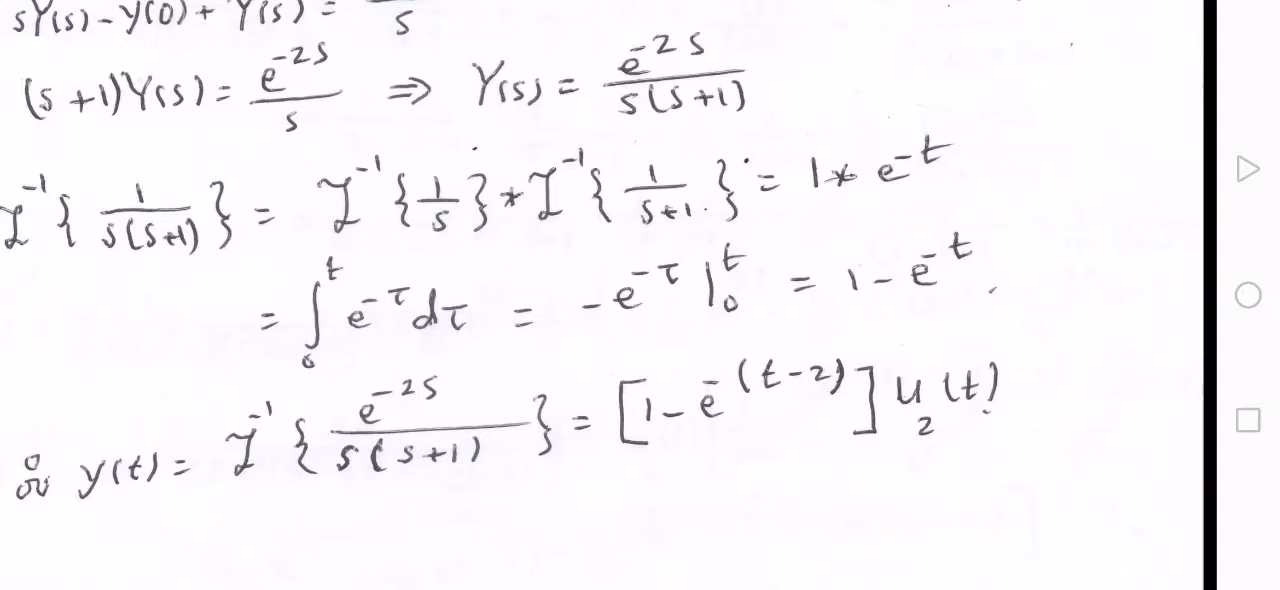 sY(s) - y(0) + Y(s) = /s
(s+1)Y(s) = e^{-2s}/s ⇒ Y(s) = e^{-2s}/s(s+1)
ℒ^{-1}{1/s(s+1)} = ℒ^{-1}{1/s} * ℒ^{-1}{1/s+1} = 1 * e^{-t}
= ∫_0^t e^{-τ} dτ = -e^{-τ} |_0^t = 1 - e^{-t}.
∴ y(t) = ℒ^{-1}{e^{-2s}/s(s+1)} = [1 - e^{-(t-2)}] u_2(t)